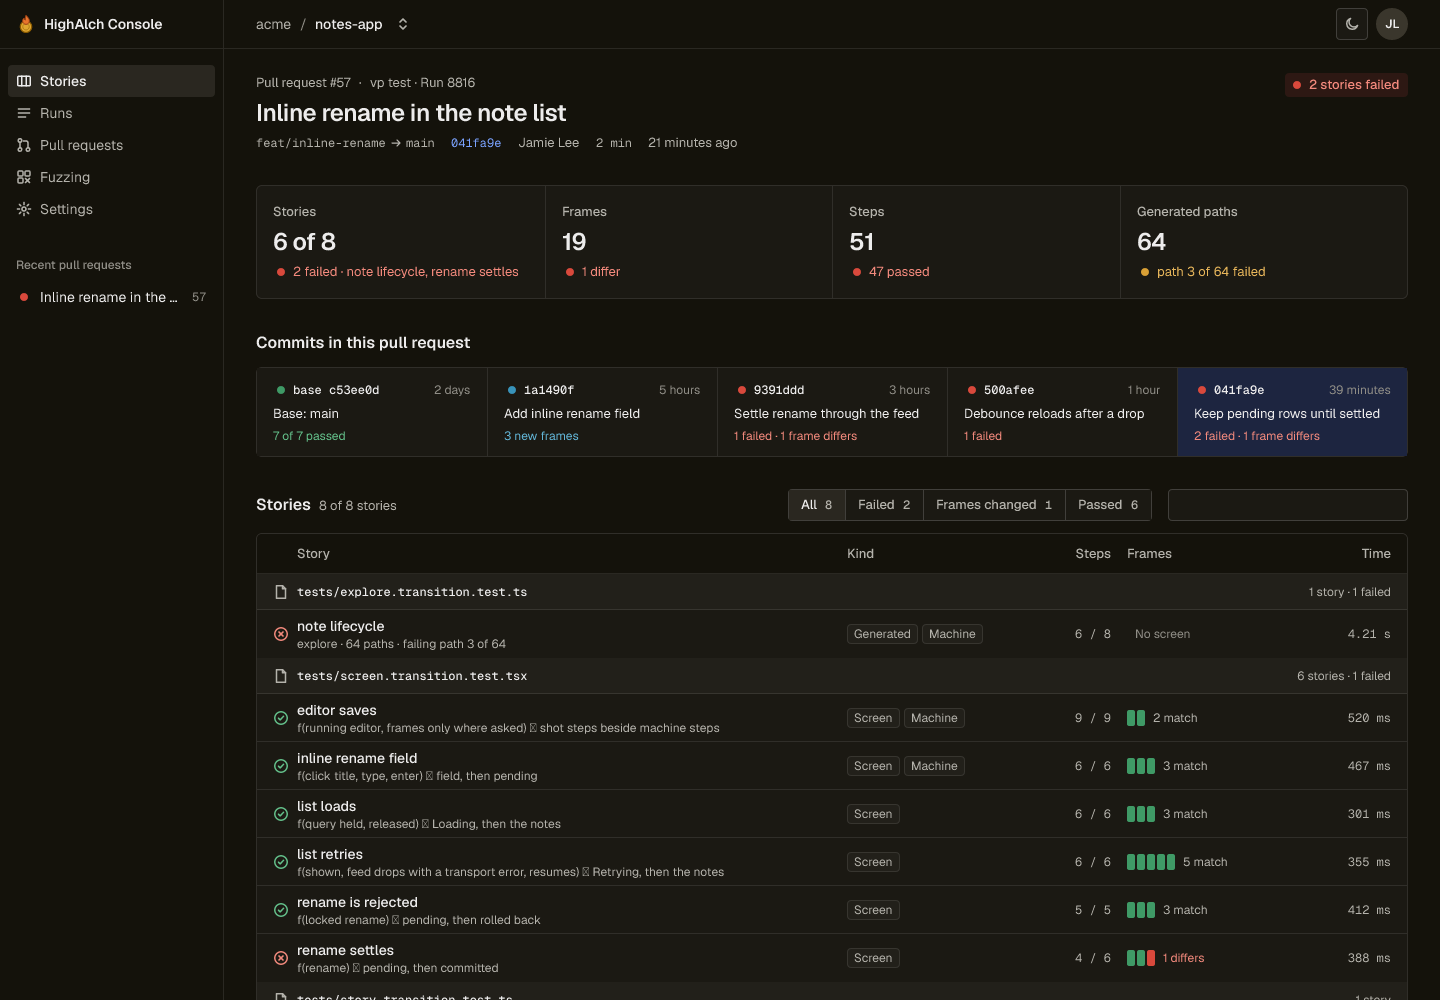 HighAlch Console
acme / notes-app
JL
Stories
Runs
Pull requests
Fuzzing
Settings
Recent pull requests
Inline rename in the ... 57
Pull request #57 · vp test · Run 8816
2 stories failed
Inline rename in the note list
feat/inline-rename → main 041fa9e Jamie Lee 2 min 21 minutes ago
Stories
6 of 8
2 failed · note lifecycle, rename settles
Frames
19
1 differ
Steps
51
47 passed
Generated paths
64
path 3 of 64 failed
Commits in this pull request
base c53ee0d 2 days
Base: main
7 of 7 passed
1a1490f 5 hours
Add inline rename field
3 new frames
9391ddd 3 hours
Settle rename through the feed
1 failed · 1 frame differs
500afee 1 hour
Debounce reloads after a drop
1 failed
041fa9e 39 minutes
Keep pending rows until settled
2 failed · 1 frame differs
Stories 8 of 8 stories
All 8 Failed 2 Frames changed 1 Passed 6
Story Kind Steps Frames Time
tests/explore.transition.test.ts 1 story · 1 failed
note lifecycle
explore · 64 paths · failing path 3 of 64
Generated Machine 6 / 8 No screen 4.21 s
tests/screen.transition.test.tsx 6 stories · 1 failed
editor saves
f(running editor, frames only where asked) shot steps beside machine steps
Screen Machine 9 / 9 2 match 520 ms
inline rename field
f(click title, type, enter) field, then pending
Screen Machine 6 / 6 3 match 467 ms
list loads
f(query held, released) Loading, then the notes
Screen 6 / 6 3 match 301 ms
list retries
f(shown, feed drops with a transport error, resumes) Retrying, then the notes
Screen 6 / 6 5 match 355 ms
rename is rejected
f(locked rename) pending, then rolled back
Screen 5 / 5 3 match 412 ms
rename settles
f(rename) pending, then committed
Screen 4 / 6 1 differs 388 ms
tests/story.transition.test.ts 1 story